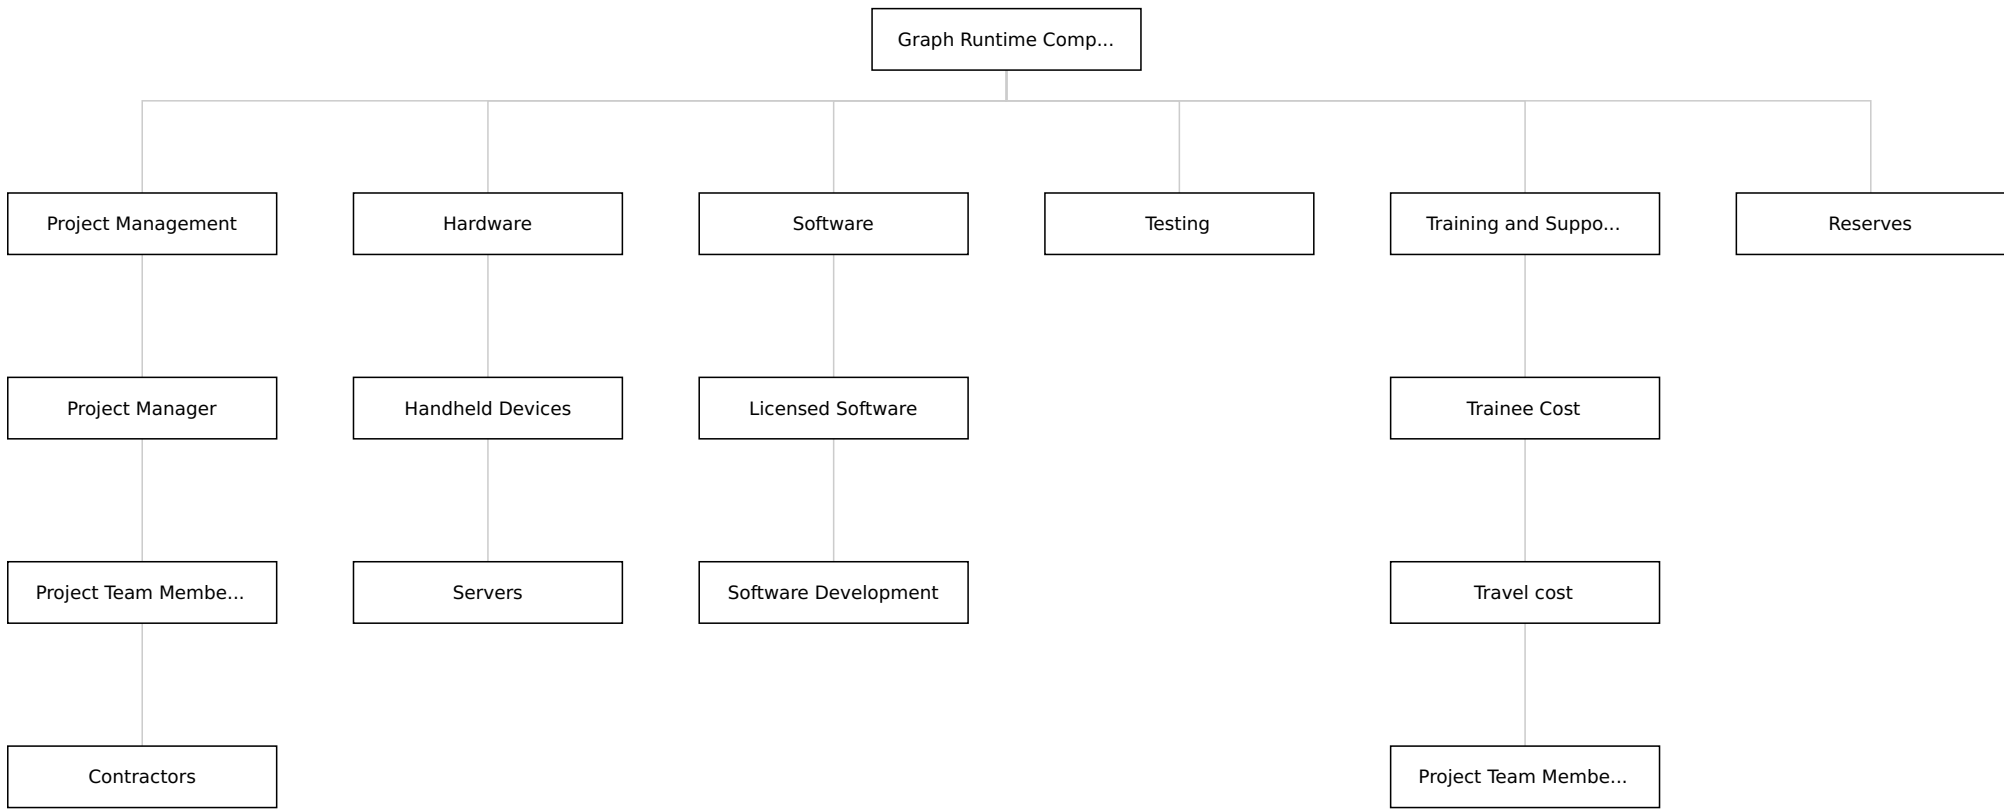 Graph Runtime Comp...
Project Management
Hardware
Software
Testing
Training and Suppo...
Reserves
Project Manager
Handheld Devices
Licensed Software
Trainee Cost
Project Team Membe...
Servers
Software Development
Travel cost
Contractors
Project Team Membe...